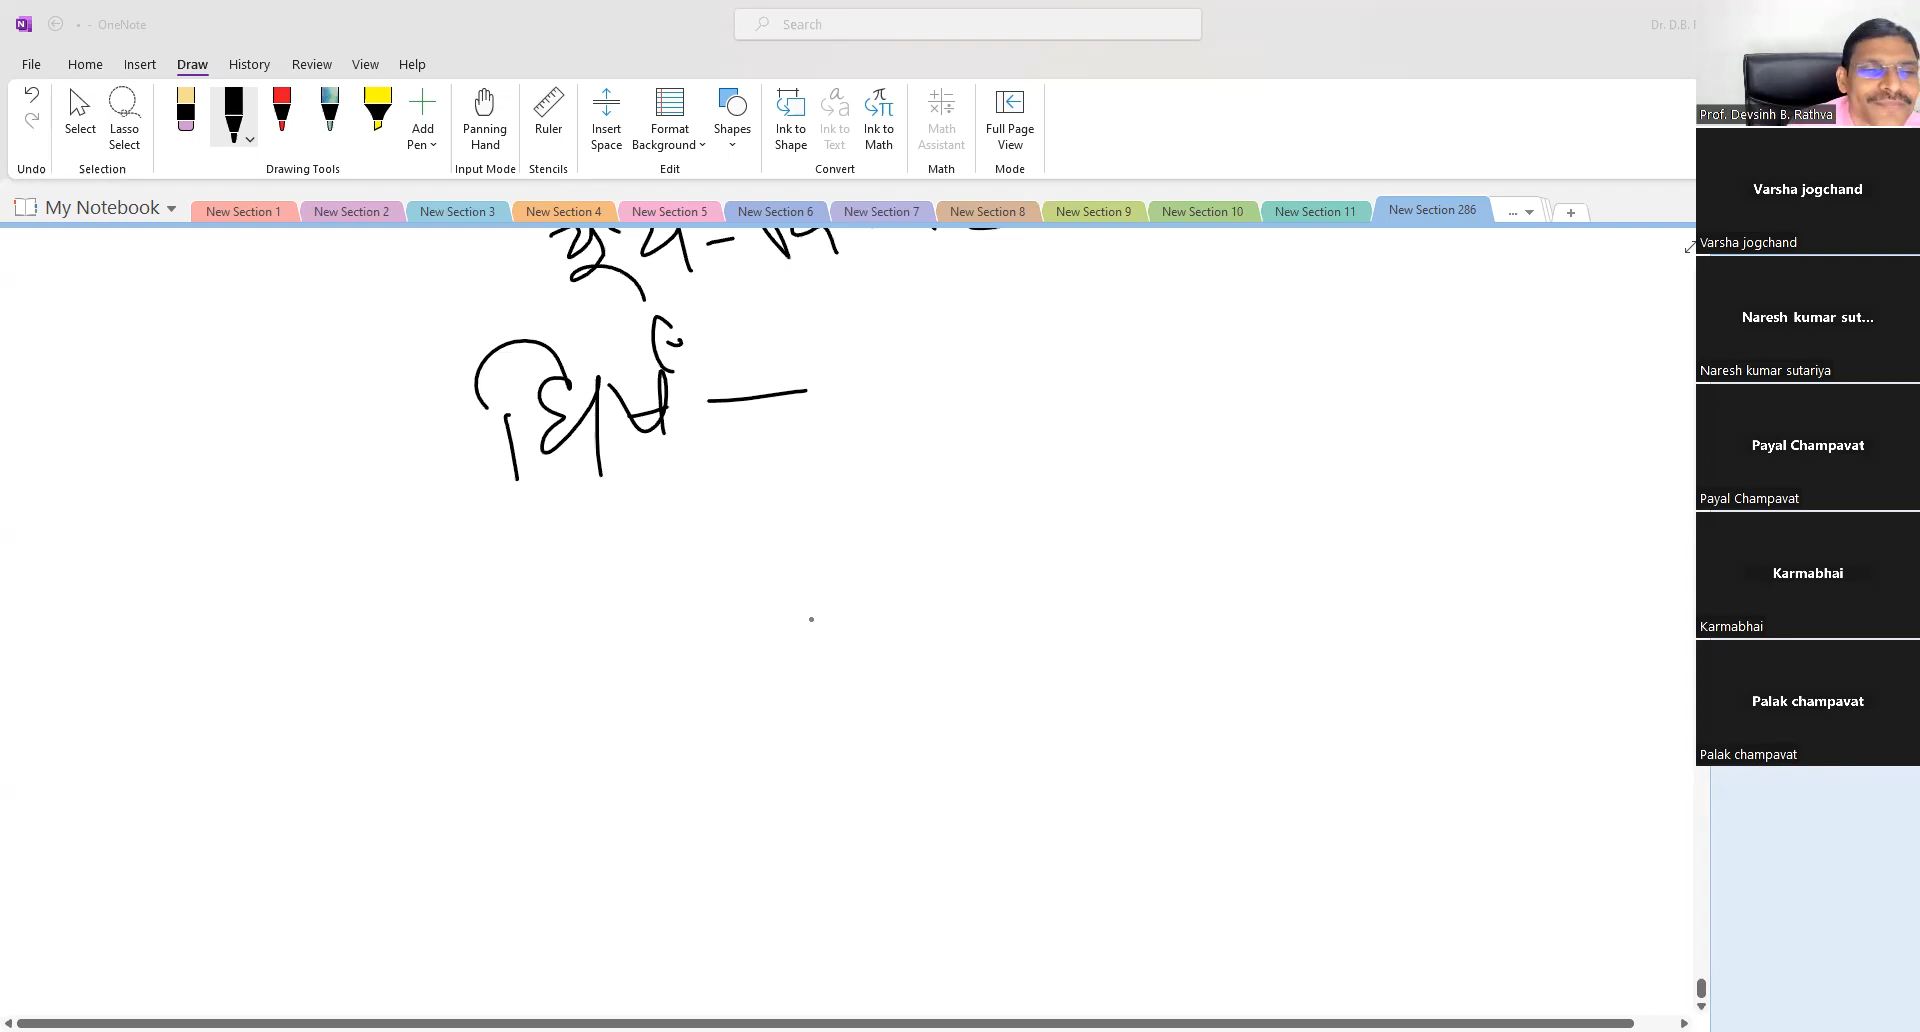 OneNote
Search
Dr. D.B.
File Home Insert Draw History Review View Help
Undo
Select
Lasso Select
Selection
Drawing Tools
Add Pen
Panning Hand
Input Mode
Ruler
Stencils
Insert Space
Format Background
Shapes
Edit
Ink to Shape
Ink to Text
Ink to Math
Convert
Math Assistant
Math
Full Page View
Mode
My Notebook
New Section 1 New Section 2 New Section 3 New Section 4 New Section 5 New Section 6 New Section 7 New Section 8 New Section 9 New Section 10 New Section 11 New Section 286 ... +
Prof. Devsinh B. Rathva
Varsha jogchand
Varsha jogchand
Naresh kumar sut...
Naresh kumar sutariya
Payal Champavat
Payal Champavat
Karmabhai
Karmabhai
Palak champavat
Palak champavat